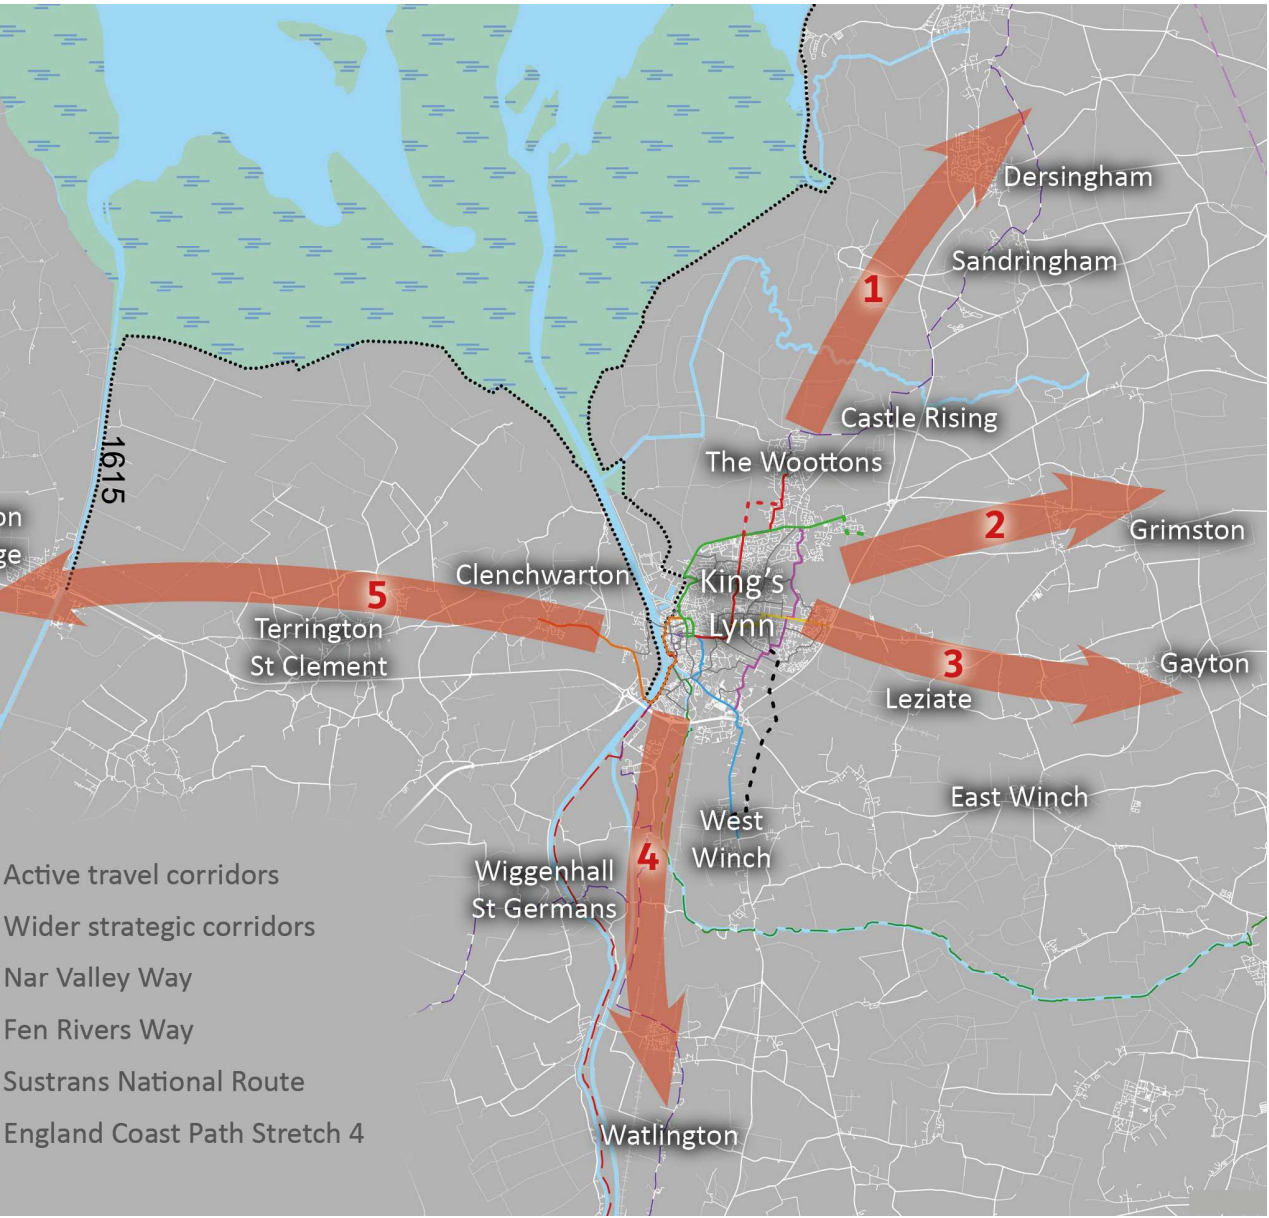 Dersingham
Sandringham
1
Castle Rising
The Woottons
1615
2
Grimston
on
ge
Clenchwarton
King's
Lynn
5
Terrington
St Clement
3
Gayton
Leziate
East Winch
West
Winch
4
Wiggenhall
St Germans
Active travel corridors
Wider strategic corridors
Nar Valley Way
Fen Rivers Way
Sustrans National Route
England Coast Path Stretch 4
Watlington